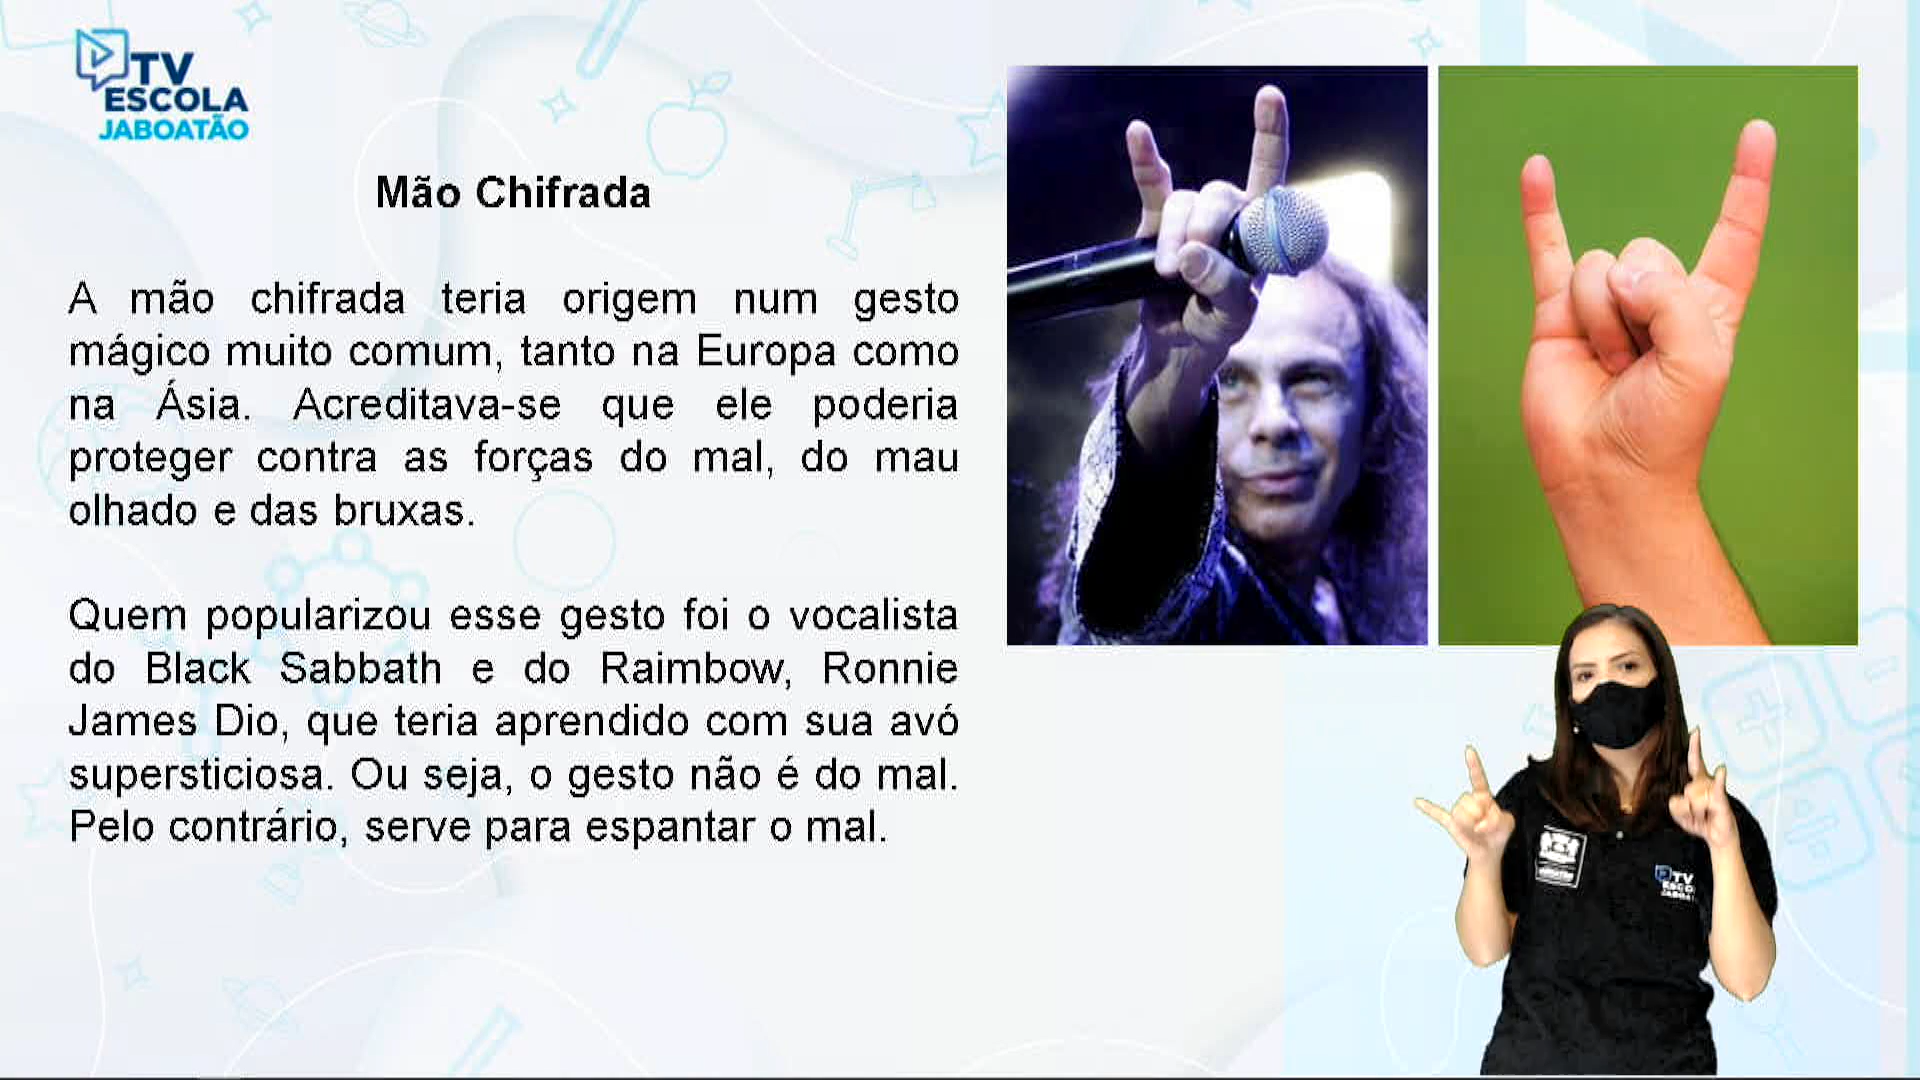 TV
ESCOLA
JABOATÃO
Mão Chifrada
A mão chifrada teria origem num gesto
mágico muito comum, tanto na Europa como
na Ásia. Acreditava-se que ele poderia
proteger contra as forças do mal, do mau
olhado e das bruxas.
Quem popularizou esse gesto foi o vocalista
do Black Sabbath e do Raimbow, Ronnie
James Dio, que teria aprendido com sua avó
supersticiosa. Ou seja, o gesto não é do mal.
Pelo contrário, serve para espantar o mal.
TV